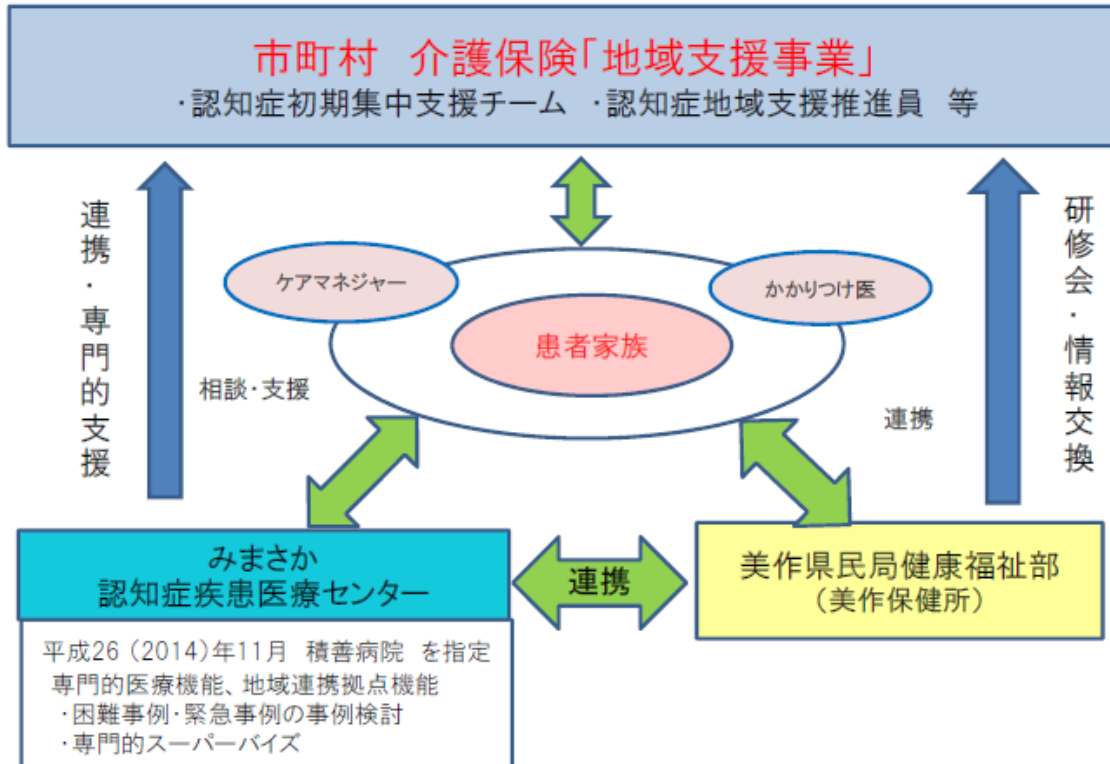 市町村　介護保険「地域支援事業」
・認知症初期集中支援チーム　・認知症地域支援推進員　等
連携・専門的支援
研修会・情報交換
ケアマネジャー
かかりつけ医
患者家族
相談・支援
連携
みまさか
認知症疾患医療センター
連携
美作県民局健康福祉部
（美作保健所）
平成26（2014）年11月　積善病院　を指定
専門的医療機能、地域連携拠点機能
・困難事例・緊急事例の事例検討
・専門的スーパーバイズ